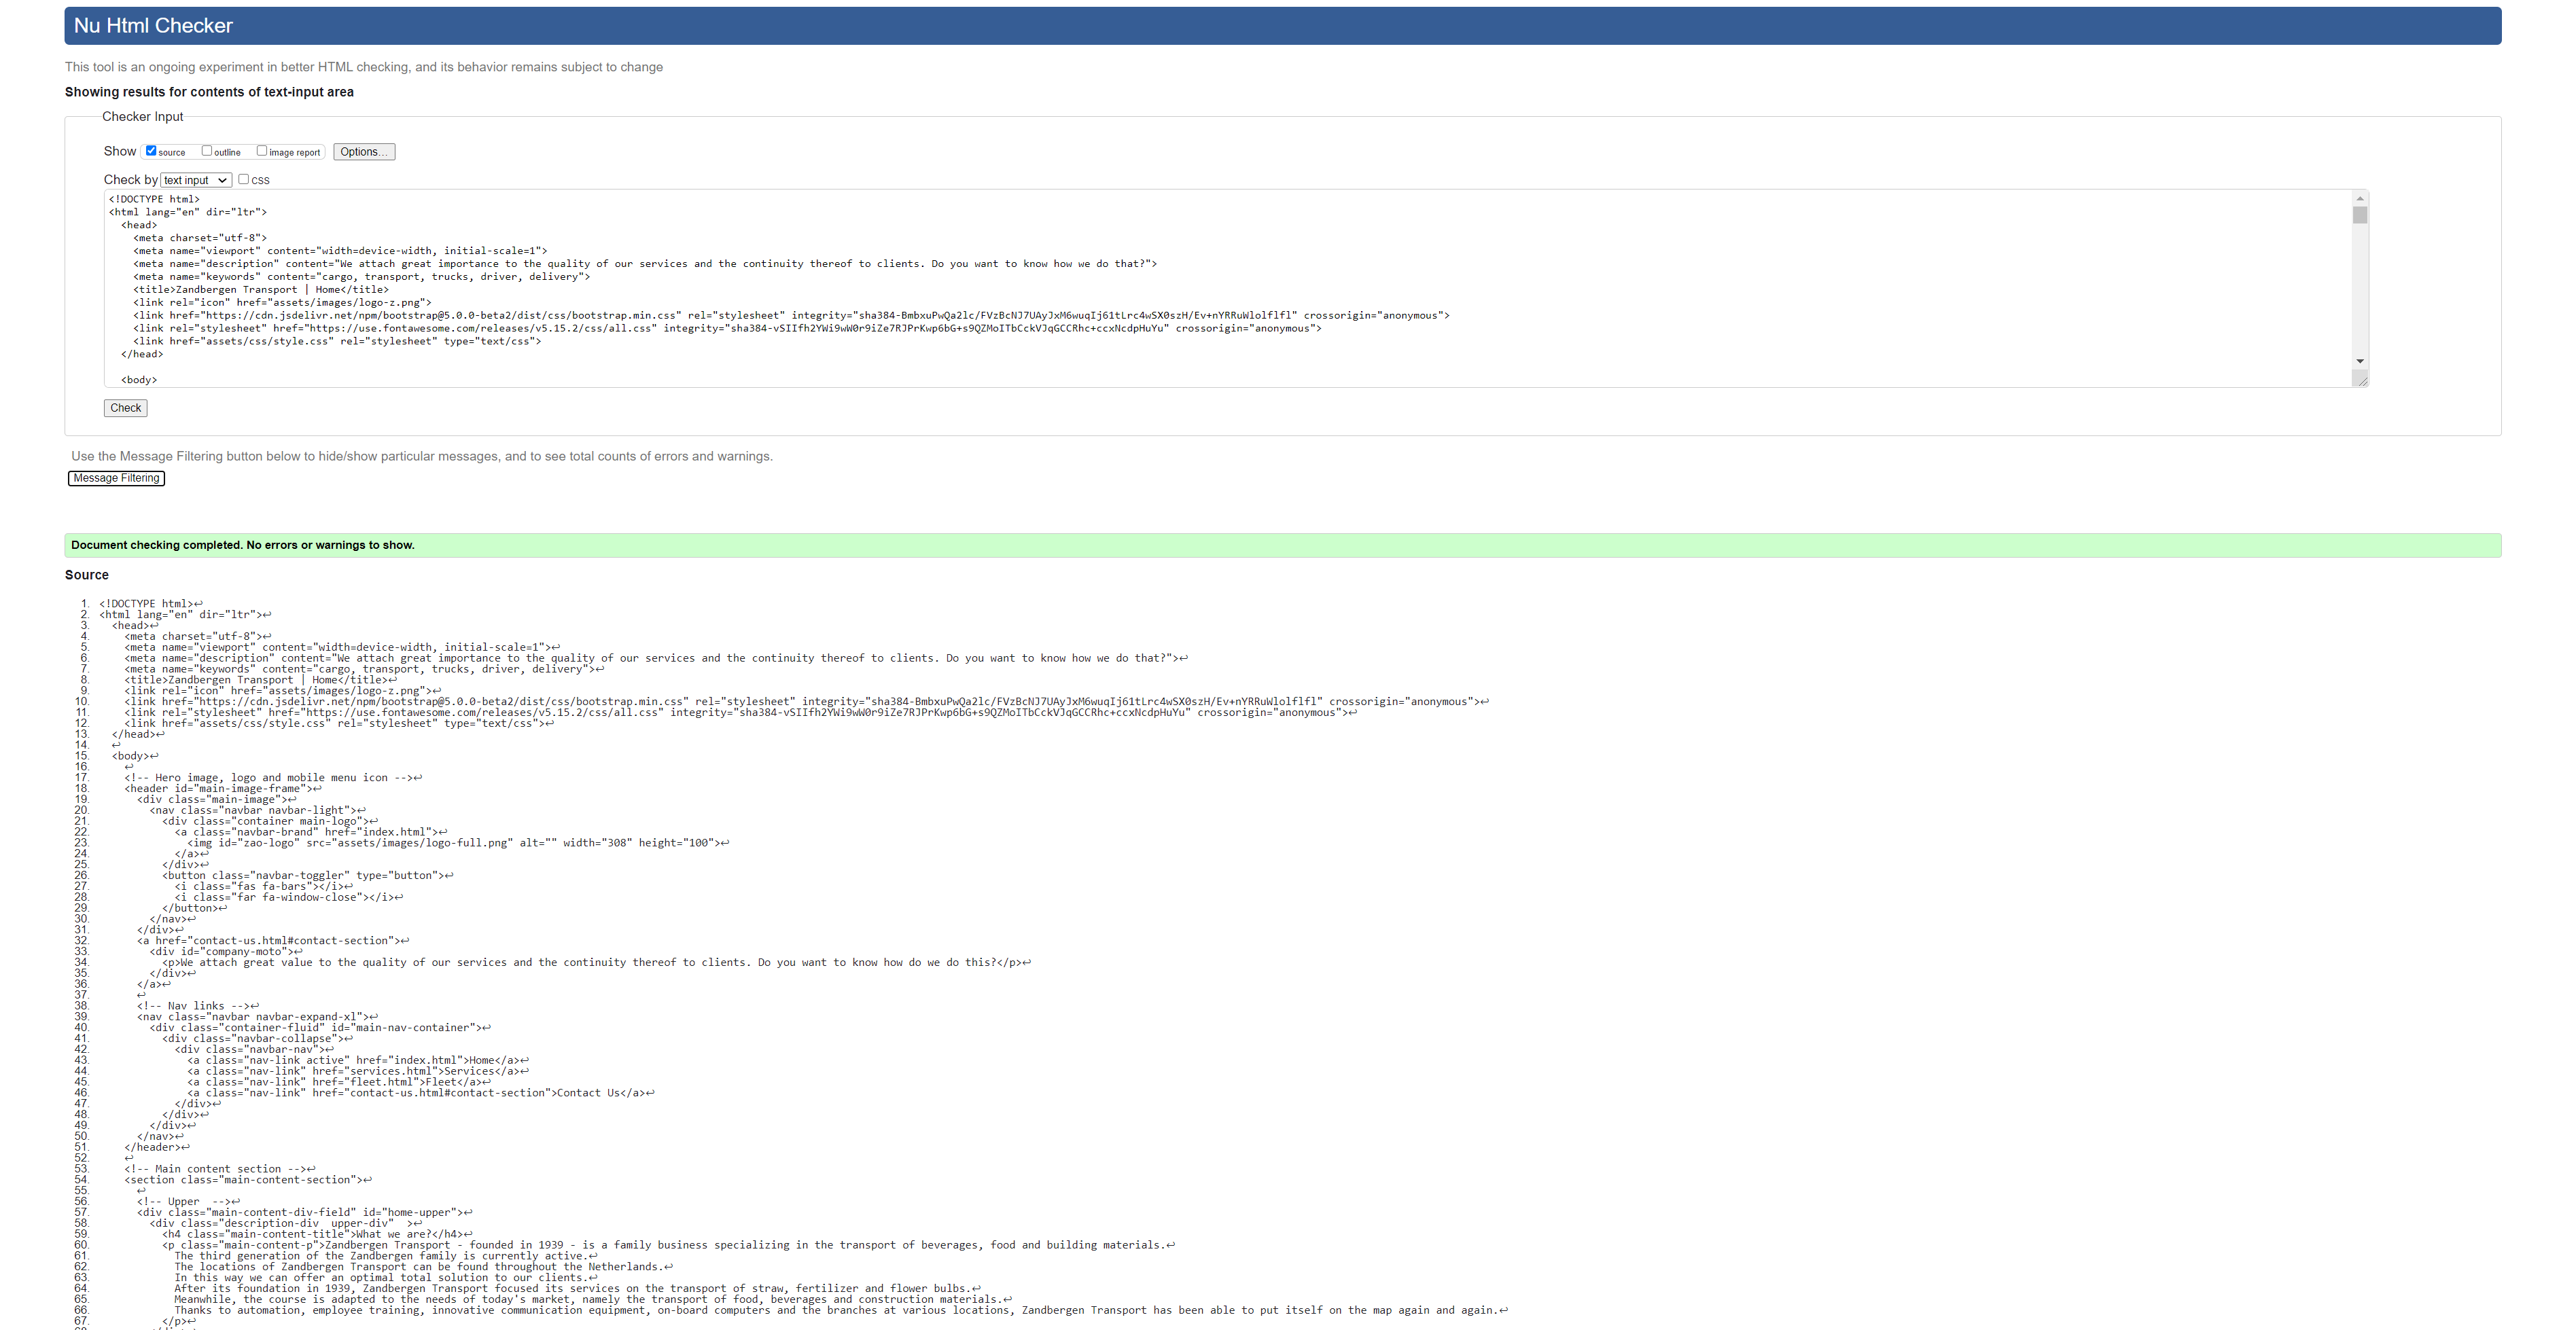 Nu Html Checker
This tool is an ongoing experiment in better HTML checking, and its behavior remains subject to change
Showing results for contents of text-input area
Checker Input
Show source outline image report Options...
Check by text input CSS
<!DOCTYPE html>
<html lang="en" dir="ltr">
<head>
<meta charset="utf-8">
<meta name="viewport" content="width=device-width, initial-scale=1">
<meta name="description" content="We attach great importance to the quality of our services and the continuity thereof to clients. Do you want to know how we do that?">
<meta name="keywords" content="cargo, transport, trucks, driver, delivery">
<title>Zandbergen Transport | Home</title>
<link rel="icon" href="assets/images/logo-z.png">
<link href="https://cdn.jsdelivr.net/npm/bootstrap@5.0.0-beta2/dist/css/bootstrap.min.css" rel="stylesheet" integrity="sha384-BmbxuPwQa2lc/FVzBcNJ7UAyJxM6wuqIj61tLrc4wSX0szH/Ev+nYRRuWlolflfl" crossorigin="anonymous">
<link rel="stylesheet" href="https://use.fontawesome.com/releases/v5.15.2/css/all.css" integrity="sha384-vSIIfh2YWi9wW0r9iZe7RJPrKwp6bG+s9QZMoITbCckVJqGCCRhc+ccxNcdpHuYu" crossorigin="anonymous">
<link href="assets/css/style.css" rel="stylesheet" type="text/css">
</head>
<body>
Check
Use the Message Filtering button below to hide/show particular messages, and to see total counts of errors and warnings.
Message Filtering
Document checking completed. No errors or warnings to show.
Source
1. <!DOCTYPE html>↩
2. <html lang="en" dir="ltr">↩
3. <head>↩
4. <meta charset="utf-8">↩
5. <meta name="viewport" content="width=device-width, initial-scale=1">↩
6. <meta name="description" content="We attach great importance to the quality of our services and the continuity thereof to clients. Do you want to know how we do that?">↩
7. <meta name="keywords" content="cargo, transport, trucks, driver, delivery">↩
8. <title>Zandbergen Transport | Home</title>↩
9. <link rel="icon" href="assets/images/logo-z.png">↩
10. <link href="https://cdn.jsdelivr.net/npm/bootstrap@5.0.0-beta2/dist/css/bootstrap.min.css" rel="stylesheet" integrity="sha384-BmbxuPwQa2lc/FVzBcNJ7UAyJxM6wuqIj61tLrc4wSX0szH/Ev+nYRRuWlolflfl" crossorigin="anonymous">↩
11. <link rel="stylesheet" href="https://use.fontawesome.com/releases/v5.15.2/css/all.css" integrity="sha384-vSIIfh2YWi9wW0r9iZe7RJPrKwp6bG+s9QZMoITbCckVJqGCCRhc+ccxNcdpHuYu" crossorigin="anonymous">↩
12. <link href="assets/css/style.css" rel="stylesheet" type="text/css">↩
13. </head>↩
14. ↩
15. <body>↩
16. ↩
17. <!-- Hero image, logo and mobile menu icon -->↩
18. <header id="main-image-frame">↩
19. <div class="main-image">↩
20. <nav class="navbar navbar-light">↩
21. <div class="container main-logo">↩
22. <a class="navbar-brand" href="index.html">↩
23. <img id="zao-logo" src="assets/images/logo-full.png" alt="" width="308" height="100">↩
24. </a>↩
25. </div>↩
26. <button class="navbar-toggler" type="button">↩
27. <i class="fas fa-bars"></i>↩
28. <i class="far fa-window-close"></i>↩
29. </button>↩
30. </nav>↩
31. </div>↩
32. <a href="contact-us.html#contact-section">↩
33. <div id="company-moto">↩
34. <p>We attach great value to the quality of our services and the continuity thereof to clients. Do you want to know how do we do this?</p>↩
35. </div>↩
36. </a>↩
37. ↩
38. <!-- Nav links -->↩
39. <nav class="navbar navbar-expand-xl">↩
40. <div class="container-fluid" id="main-nav-container">↩
41. <div class="navbar-collapse">↩
42. <div class="navbar-nav">↩
43. <a class="nav-link active" href="index.html">Home</a>↩
44. <a class="nav-link" href="services.html">Services</a>↩
45. <a class="nav-link" href="fleet.html">Fleet</a>↩
46. <a class="nav-link" href="contact-us.html#contact-section">Contact Us</a>↩
47. </div>↩
48. </div>↩
49. </div>↩
50. </nav>↩
51. </header>↩
52. ↩
53. <!-- Main content section -->↩
54. <section class="main-content-section">↩
55. ↩
56. <!-- Upper  -->↩
57. <div class="main-content-div-field" id="home-upper">↩
58. <div class="description-div  upper-div"  >↩
59. <h4 class="main-content-title">What we are?</h4>↩
60. <p class="main-content-p">Zandbergen Transport - founded in 1939 - is a family business specializing in the transport of beverages, food and building materials.↩
61. The third generation of the Zandbergen family is currently active.↩
62. The locations of Zandbergen Transport can be found throughout the Netherlands.↩
63. In this way we can offer an optimal total solution to our clients.↩
64. After its foundation in 1939, Zandbergen Transport focused its services on the transport of straw, fertilizer and flower bulbs.↩
65. Meanwhile, the course is adapted to the needs of today's market, namely the transport of food, beverages and construction materials.↩
66. Thanks to automation, employee training, innovative communication equipment, on-board computers and the branches at various locations, Zandbergen Transport has been able to put itself on the map again and again.↩
67. </p>↩